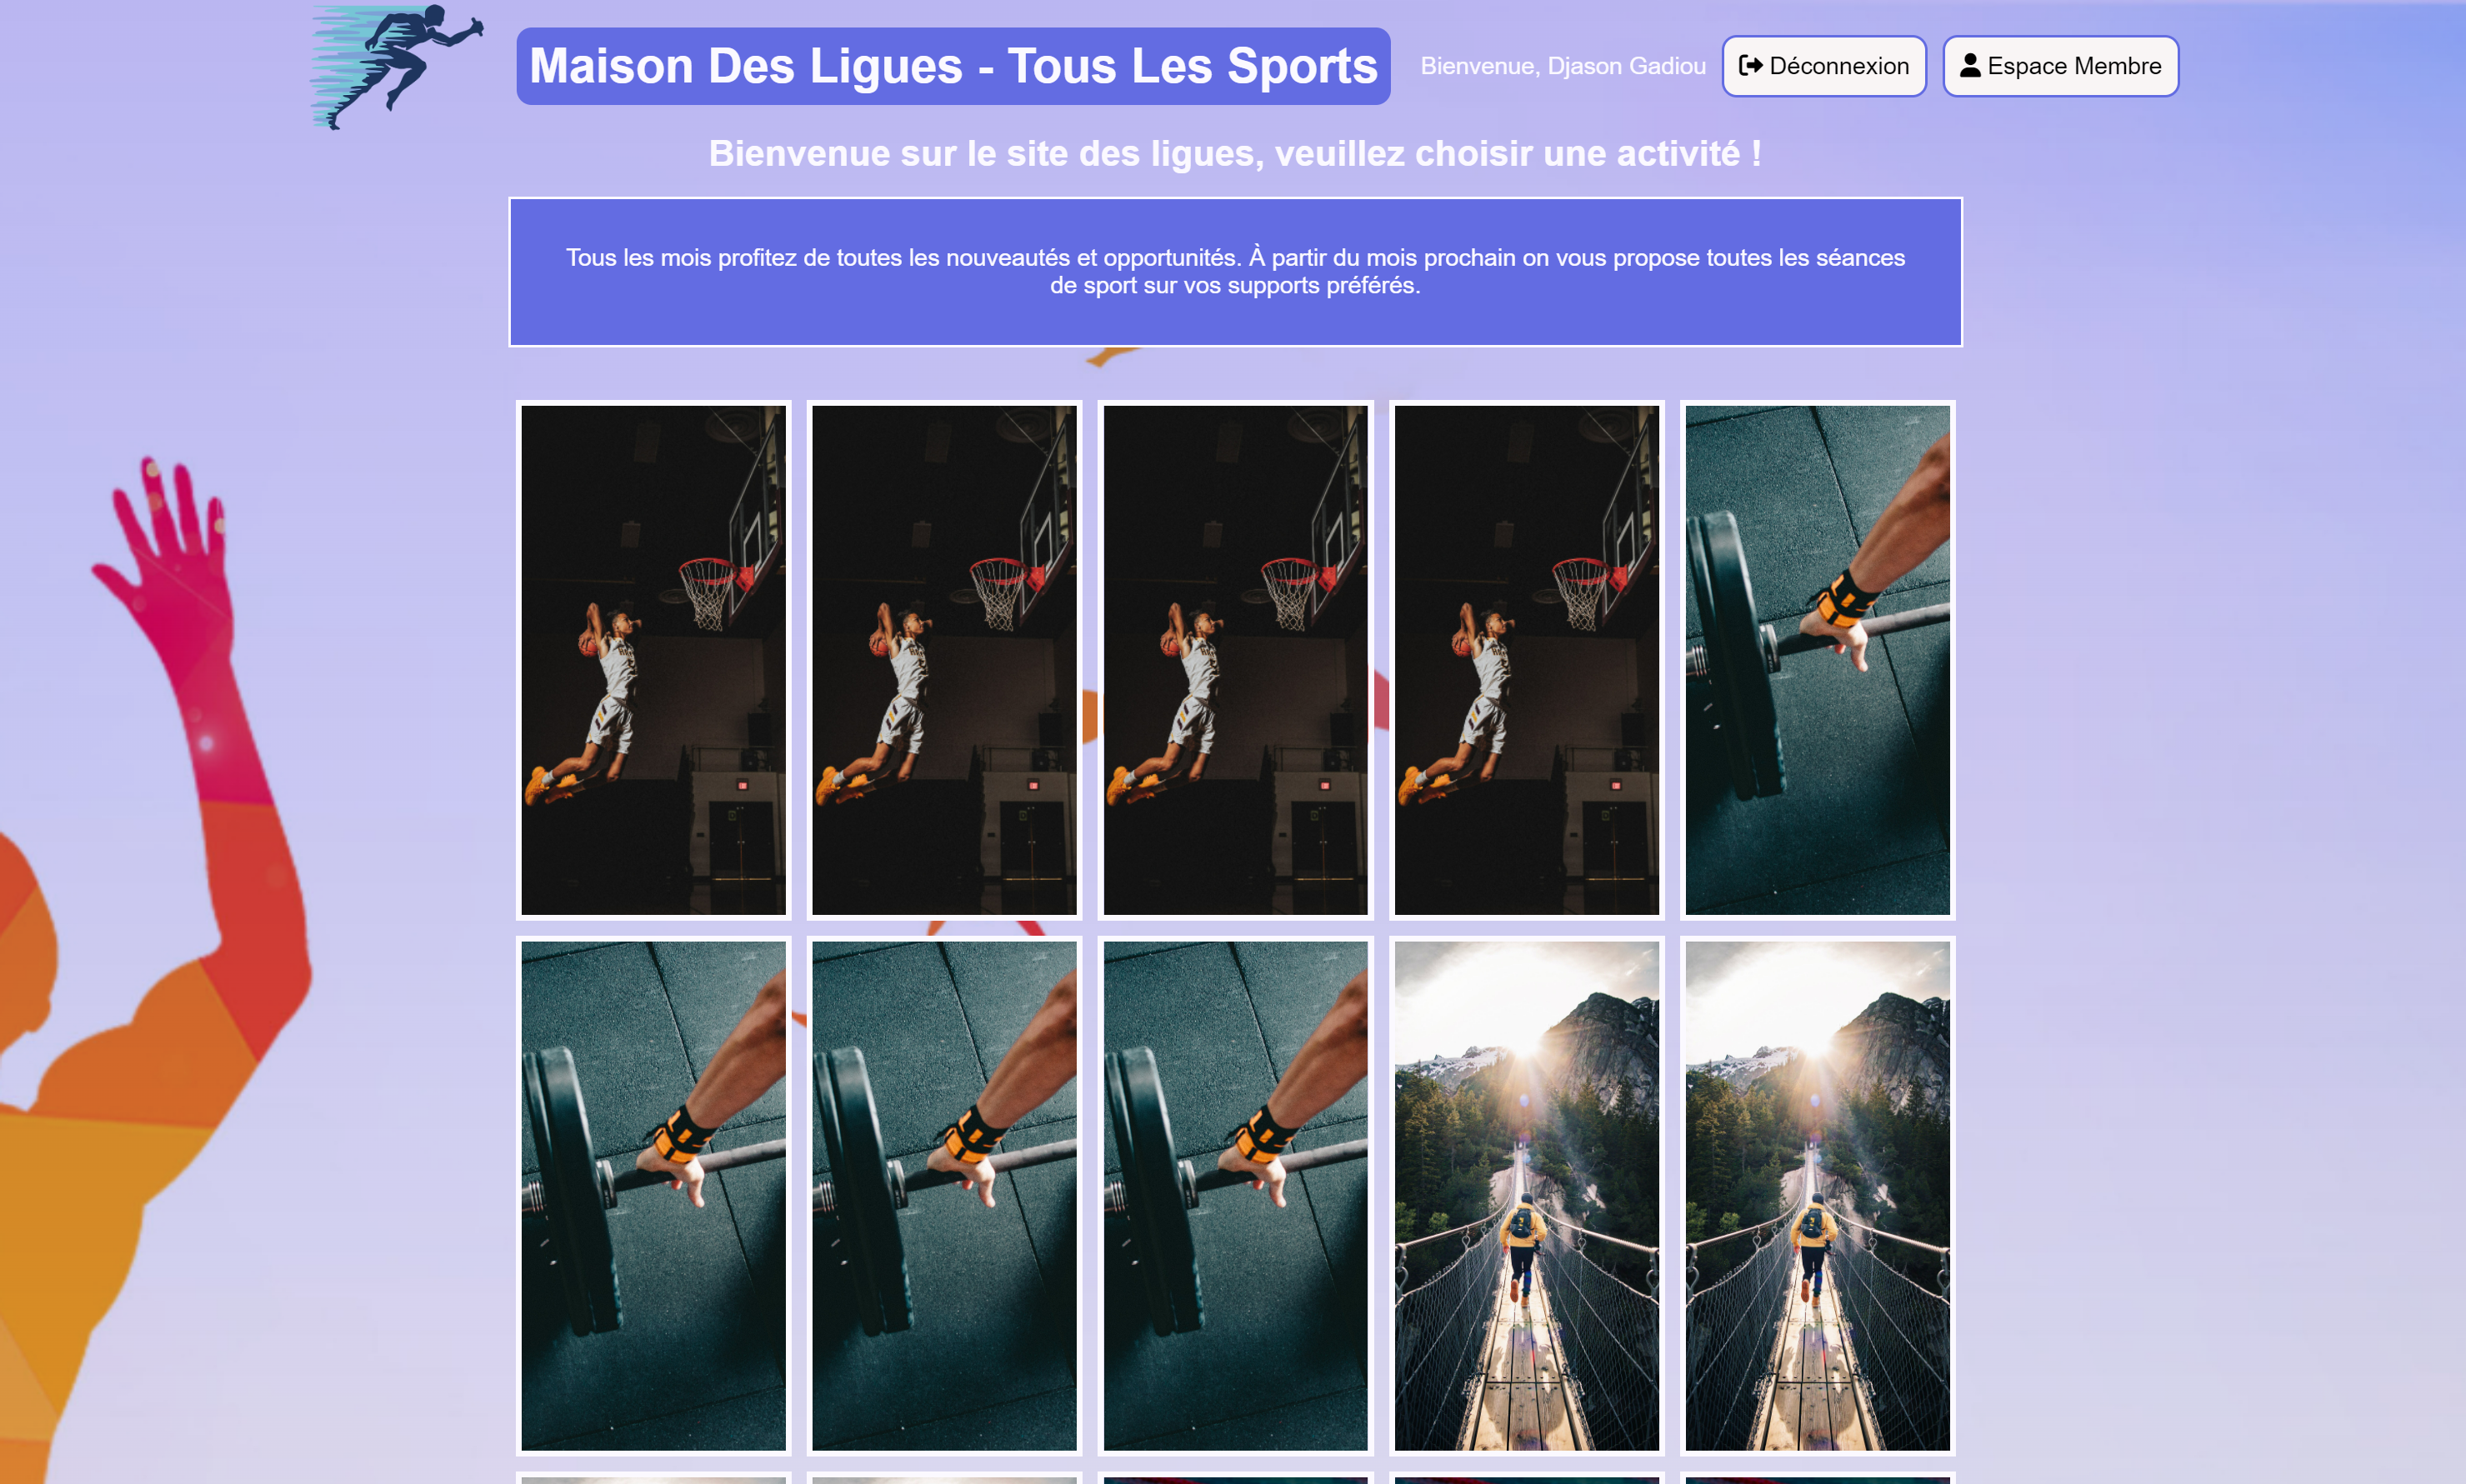 Maison Des Ligues - Tous Les Sports
Bienvenue, Djason Gadiou
Déconnexion
Espace Membre
Bienvenue sur le site des ligues, veuillez choisir une activité !
Tous les mois profitez de toutes les nouveautés et opportunités. À partir du mois prochain on vous propose toutes les séances
de sport sur vos supports préférés.